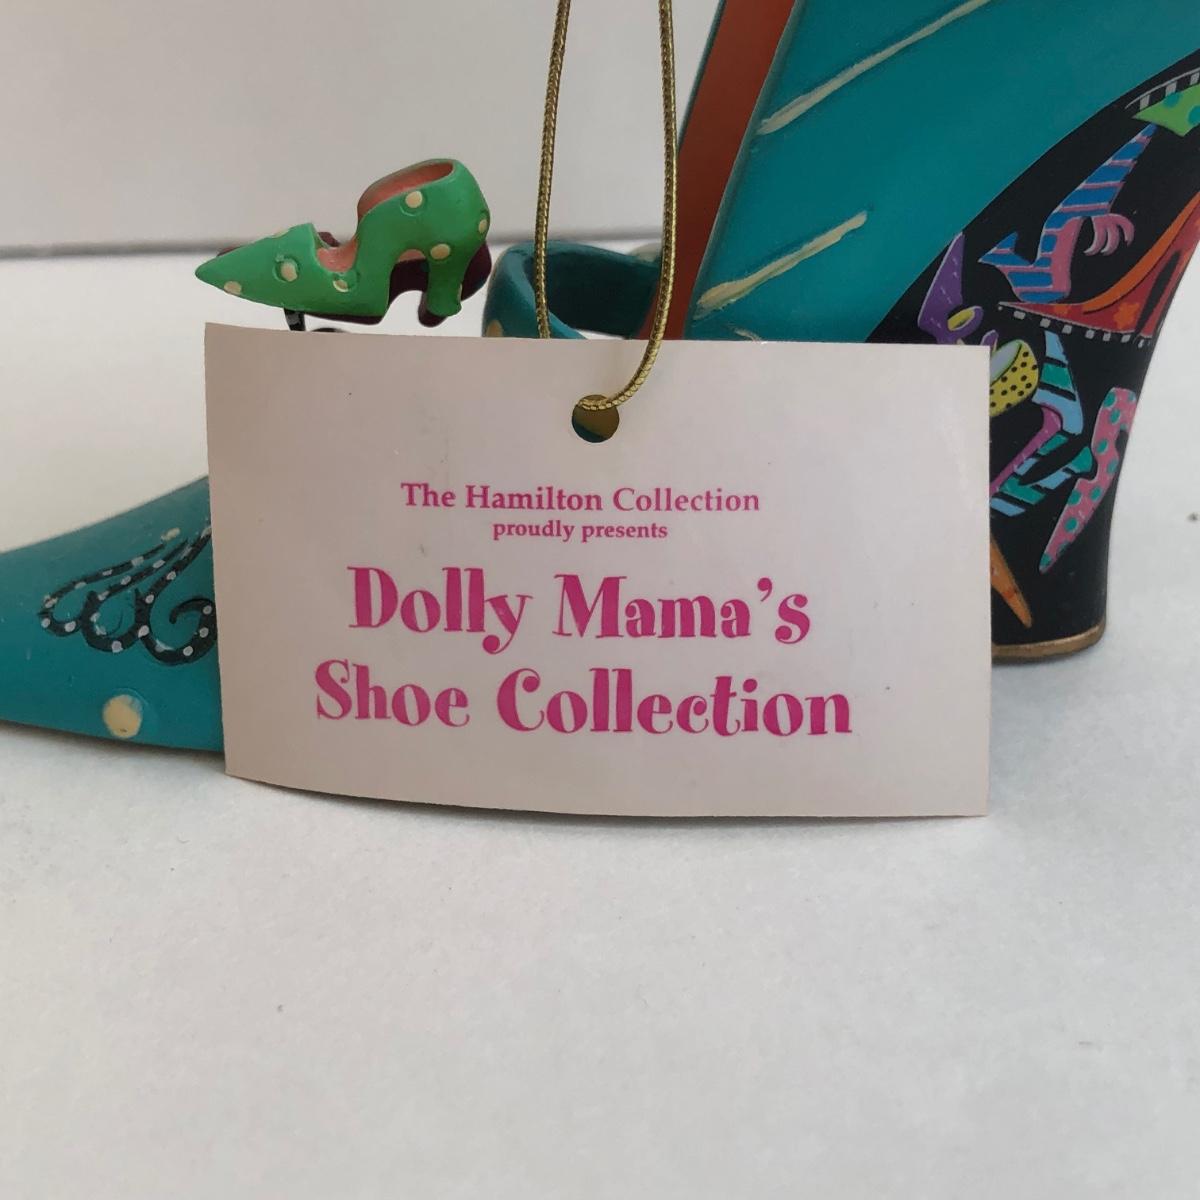 The Hamilton Collection
proudly presents
Dolly Mama's
Shoe Collection